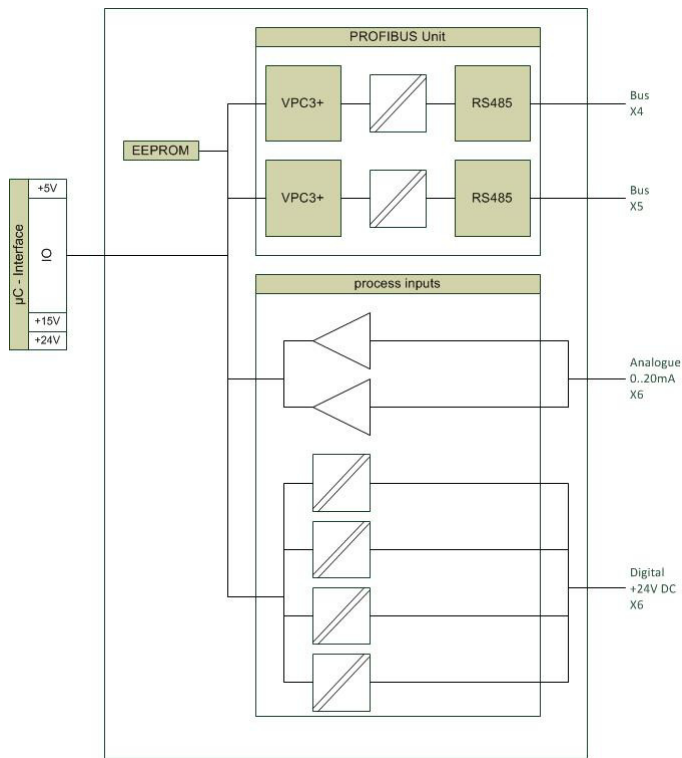 PROFIBUS Unit
VPC3+
RS485
Bus
X4
EEPROM
VPC3+
RS485
Bus
X5
µC - Interface
+5V
IO
+15V
+24V
process inputs
Analogue
0..20mA
X6
Digital
+24V DC
X6